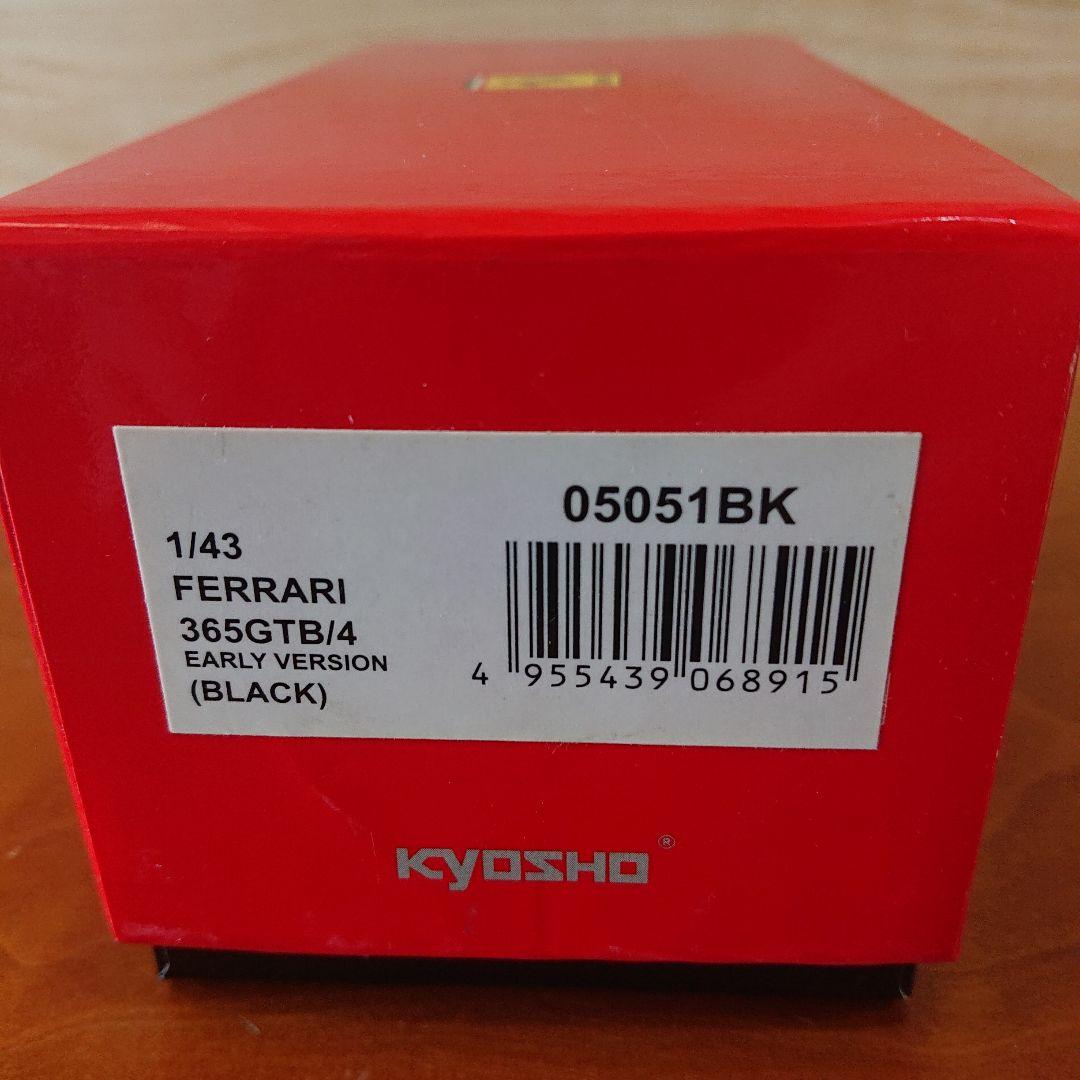 05051BK
1/43
FERRARI
365GTB/4
EARLY VERSION
(BLACK)
4 955439 068915
KYOSHO®